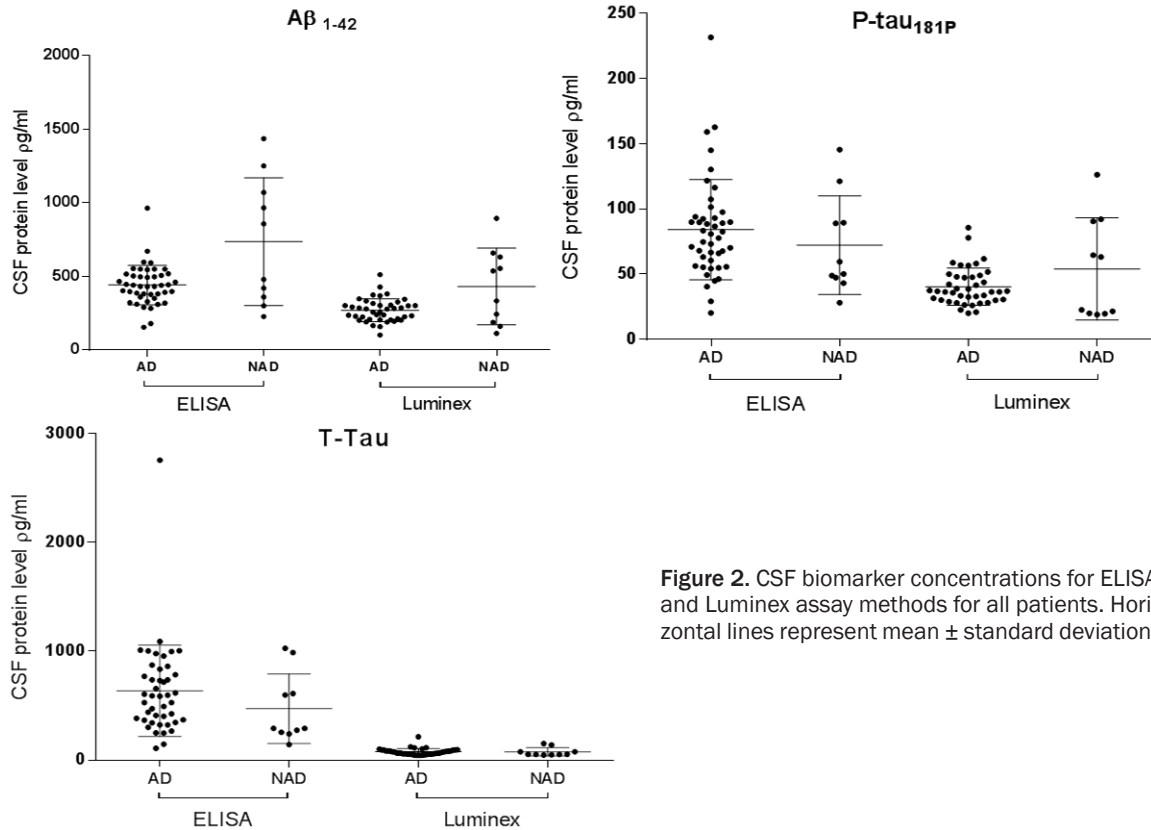 Aβ 1-42
CSF protein level ρg/ml
2000
1500
1000
500
0
AD NAD AD NAD
ELISA Luminex
P-tau181P
CSF protein level ρg/ml
250
200
150
100
50
0
AD NAD AD NAD
ELISA Luminex
T-Tau
CSF protein level ρg/ml
3000
2000
1000
0
AD NAD AD NAD
ELISA Luminex
Figure 2. CSF biomarker concentrations for ELISA
and Luminex assay methods for all patients. Hori-
zontal lines represent mean ± standard deviation